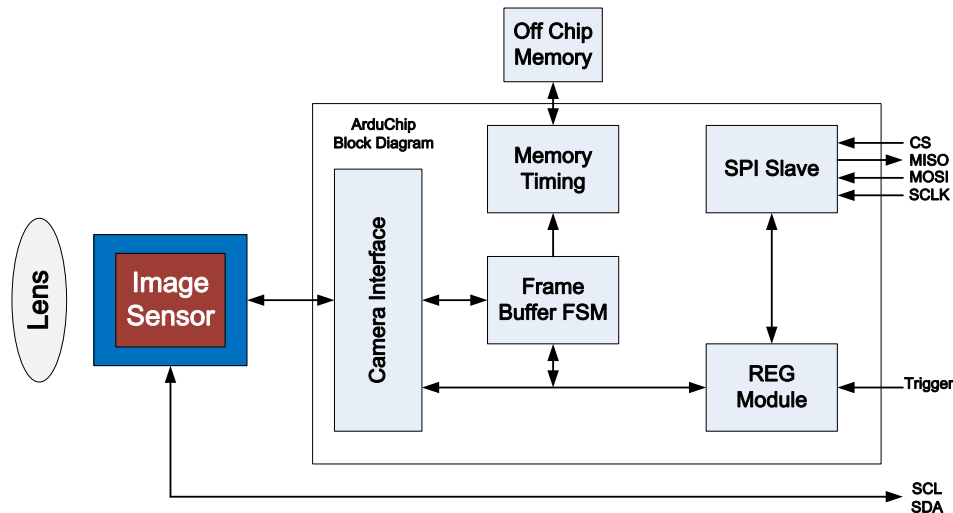 Off Chip
Memory
ArduChip
Block Diagram
Memory
Timing
SPI Slave
CS
MISO
MOSI
SCLK
Lens
Image
Sensor
Camera Interface
Frame
Buffer FSM
REG
Module
Trigger
SCL
SDA